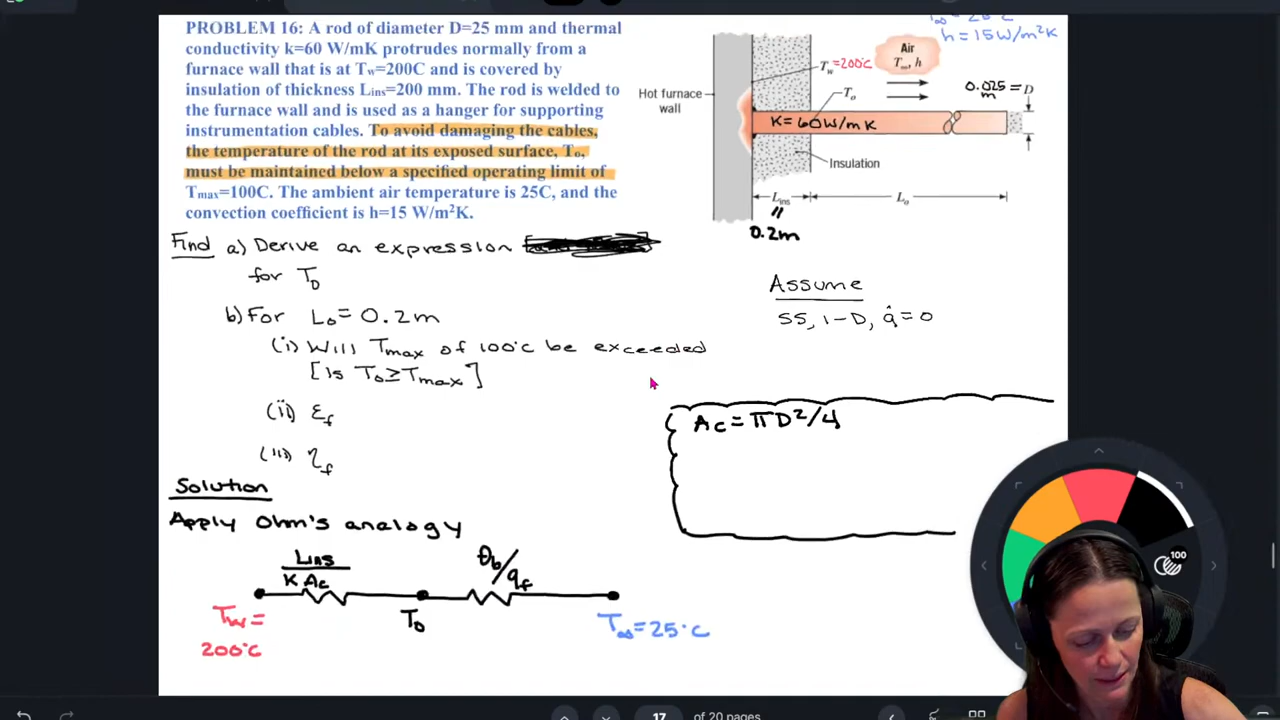 PROBLEM 16: A rod of diameter D=25 mm and thermal
conductivity k=60 W/mK protrudes normally from a
furnace wall that is at Tw=200C and is covered by
insulation of thickness Lins=200 mm. The rod is welded to
the furnace wall and is used as a hanger for supporting
instrumentation cables. To avoid damaging the cables,
the temperature of the rod at its exposed surface, To,
must be maintained below a specified operating limit of
Tmax=100C. The ambient air temperature is 25C, and the
convection coefficient is h=15 W/m²K.
h=15W/m²K
Air
T∞, h
Tw =200°C
To
0.025 = D
m
Hot furnace
wall
K=60W/mK
Insulation
Lins
Lo
0.2m
Find a) Derive an expression
for To
b) For Lo=0.2m
(i) Will Tmax of 100°C be exceeded
[Is To≥Tmax]
(ii) εf
(iii) ηf
Assume
SS, 1-D, q̇=0
Ac=πD²/4
Solution
Apply Ohm's analogy
Lins
K Ac
θb/qf
Tw=
200°C
To
T∞=25°C
100
17 of 20 pages